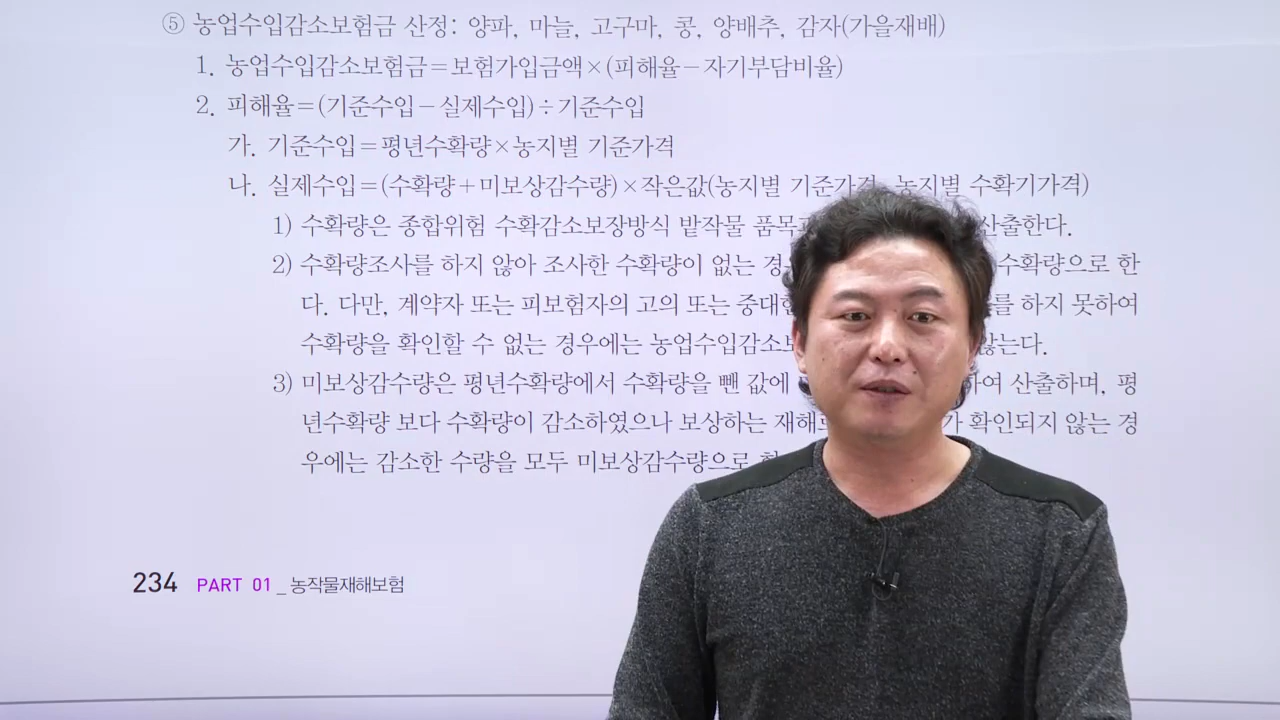 ⑤ 농업수입감소보험금 산정: 양파, 마늘, 고구마, 콩, 양배추, 감자(가을재배)
1. 농업수입감소보험금=보험가입금액×(피해율-자기부담비율)
2. 피해율=(기준수입-실제수입)÷기준수입
가. 기준수입=평년수확량×농지별 기준가격
나. 실제수입=(수확량+미보상감수량)×작은값(농지별 기준가격, 농지별 수확기가격)
1) 수확량은 종합위험 수확감소보장방식 밭작물 품목과 산출한다.
2) 수확량조사를 하지 않아 조사한 수확량이 없는 경우 수확량으로 한
다. 다만, 계약자 또는 피보험자의 고의 또는 중대한 를 하지 못하여
수확량을 확인할 수 없는 경우에는 농업수입감소보 않는다.
3) 미보상감수량은 평년수확량에서 수확량을 뺀 값에 하여 산출하며, 평
년수확량 보다 수확량이 감소하였으나 보상하는 재해 가 확인되지 않는 경
우에는 감소한 수량을 모두 미보상감수량으로
234 PART 01 _ 농작물재해보험